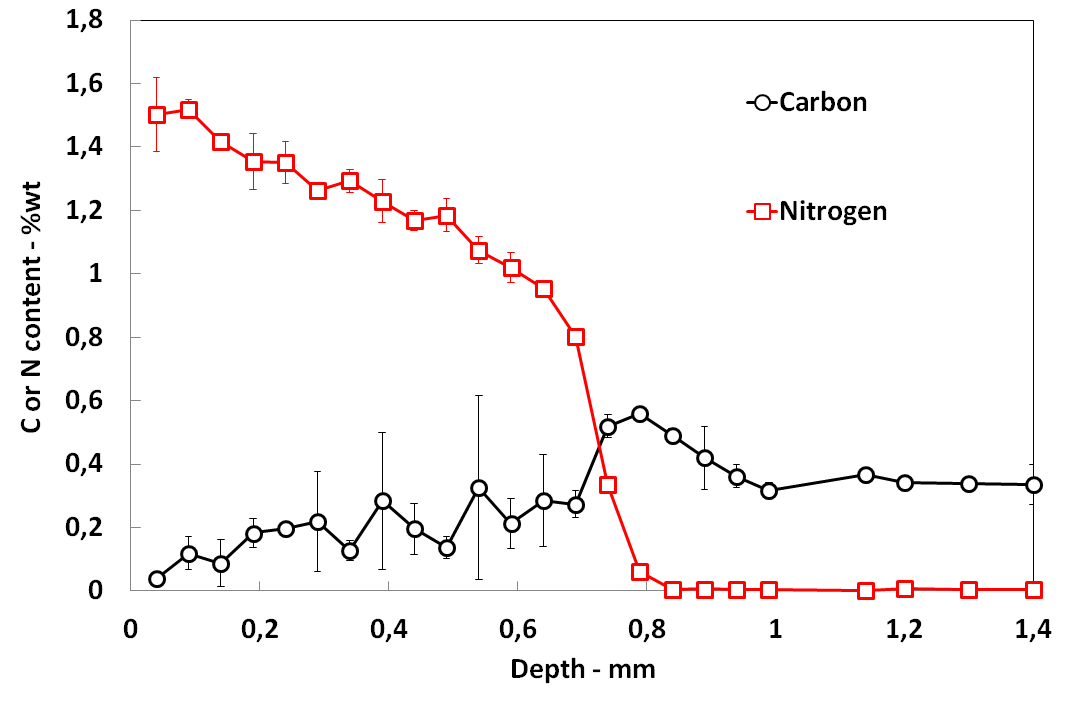 1,8
1,6
1,4
1,2
1
0,8
0,6
0,4
0,2
0
C or N content - %wt
Carbon
Nitrogen
0 0,2 0,4 0,6 0,8 1 1,2 1,4
Depth - mm